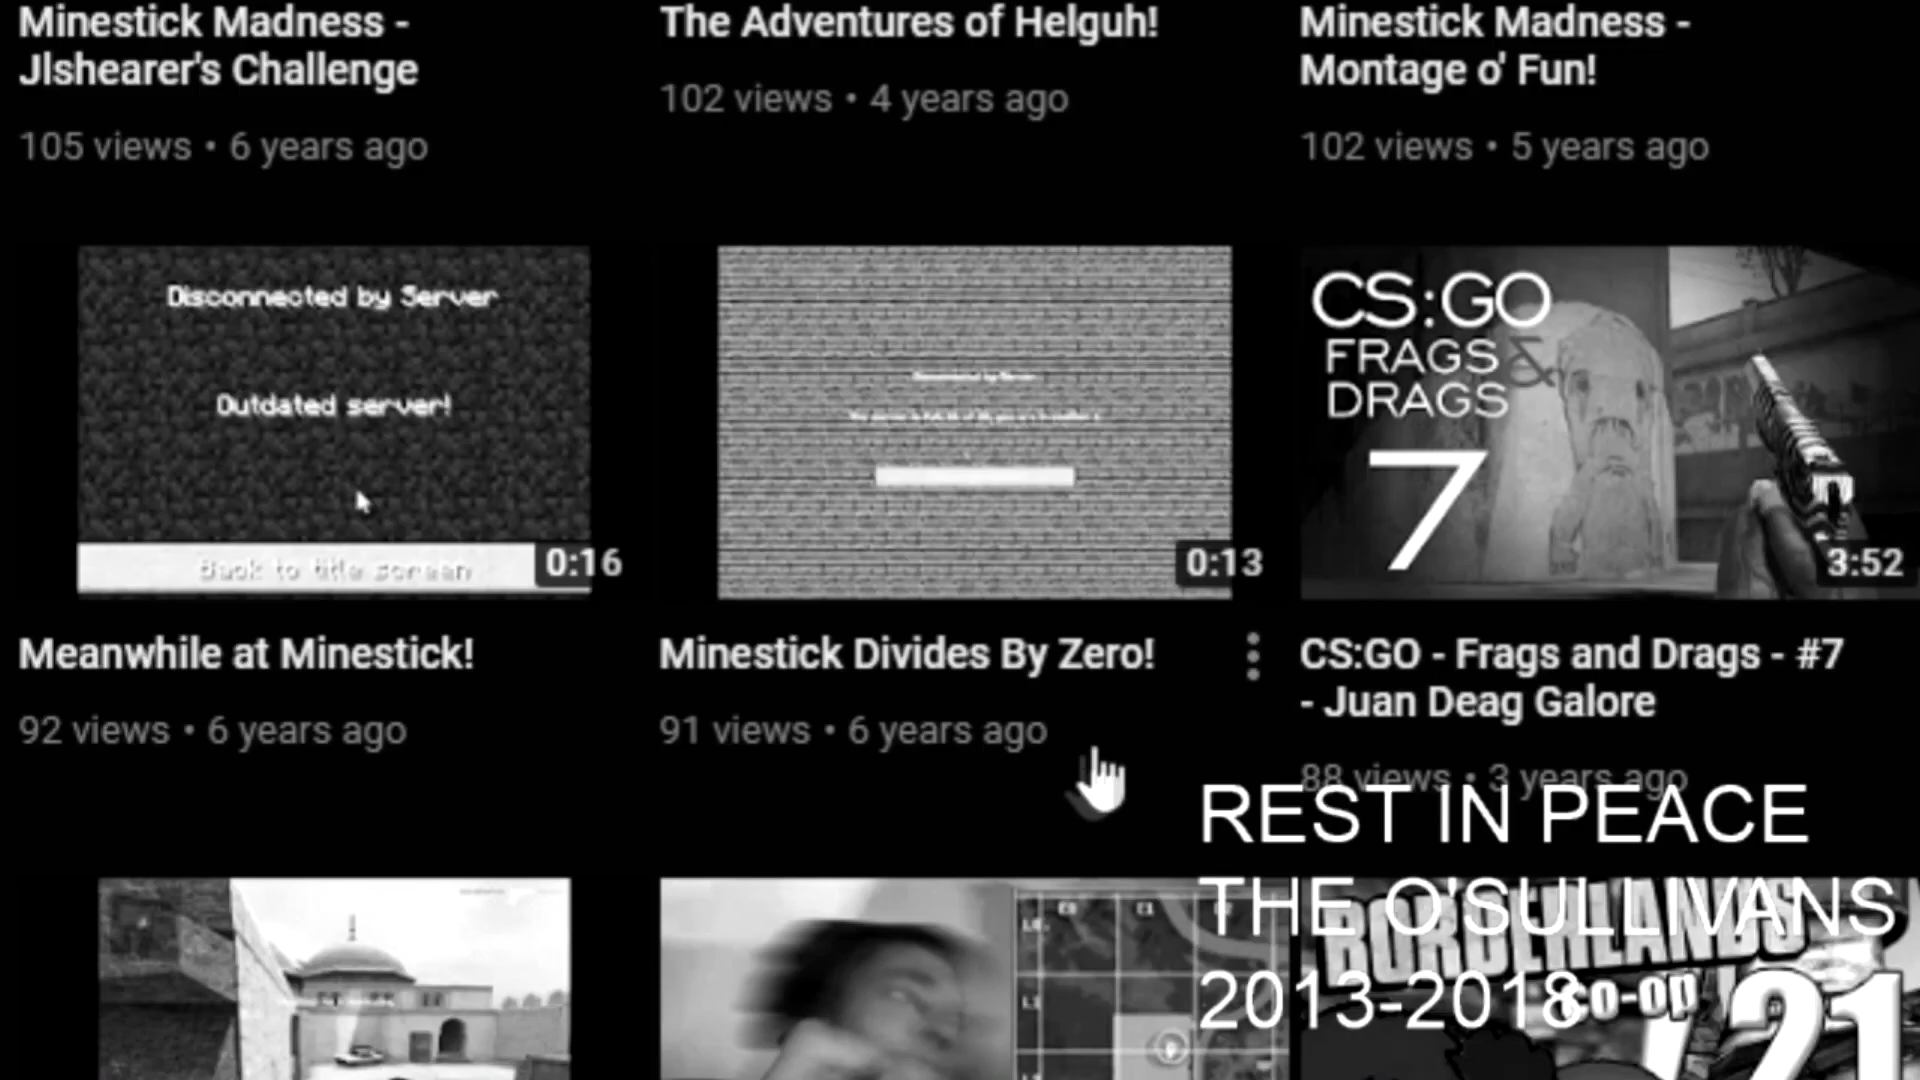 Minestick Madness -
Jlshearer's Challenge
105 views • 6 years ago
The Adventures of Helguh!
102 views • 4 years ago
Minestick Madness -
Montage o' Fun!
102 views • 5 years ago
Disconnected by Server
Outdated server!
Back to title screen
0:16
Meanwhile at Minestick!
92 views • 6 years ago
Disconnected by Server
0:13
Minestick Divides By Zero!
91 views • 6 years ago
CS:GO
FRAGS &
DRAGS
7
3:52
CS:GO - Frags and Drags - #7
- Juan Deag Galore
88 views • 3 years ago
REST IN PEACE
THE O'SULLIVANS
2013-2018
BORDERLANDS
co-op
21